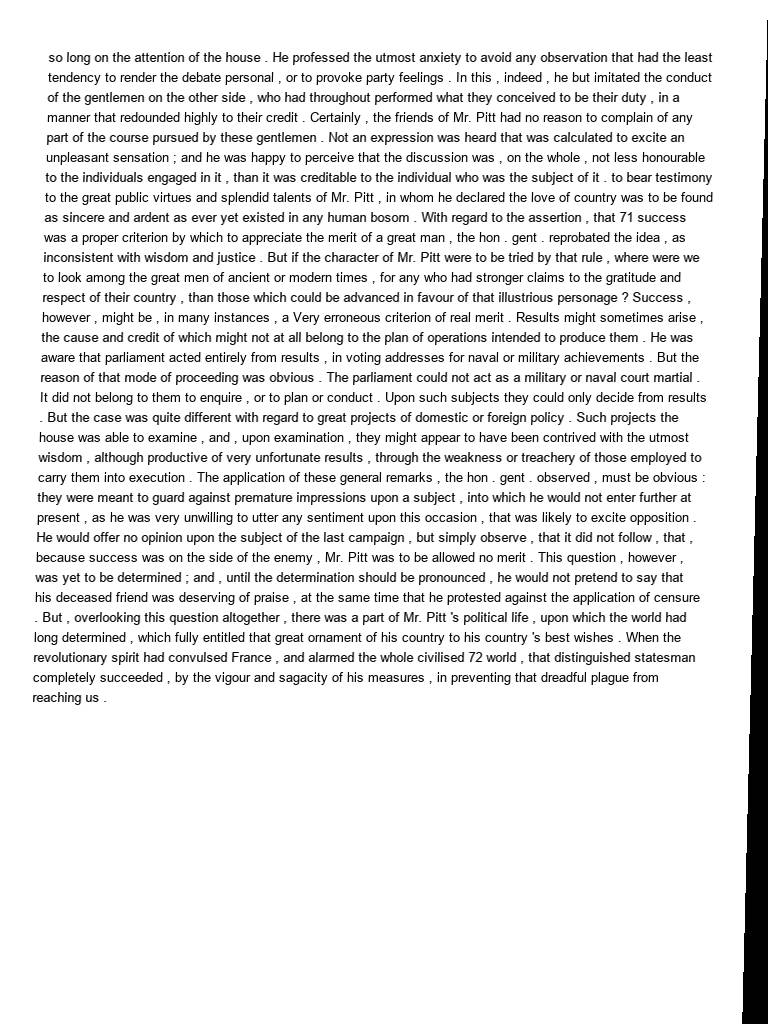 so long on the attention of the house . He professed the utmost anxiety to avoid any observation that had the least
tendency to render the debate personal , or to provoke party feelings . In this , indeed , he but imitated the conduct
of the gentlemen on the other side , who had throughout performed what they conceived to be their duty , in a
manner that redounded highly to their credit . Certainly , the friends of Mr. Pitt had no reason to complain of any
part of the course pursued by these gentlemen . Not an expression was heard that was calculated to excite an
unpleasant sensation ; and he was happy to perceive that the discussion was , on the whole , not less honourable
to the individuals engaged in it , than it was creditable to the individual who was the subject of it . to bear testimony
to the great public virtues and splendid talents of Mr. Pitt , in whom he declared the love of country was to be found
as sincere and ardent as ever yet existed in any human bosom . With regard to the assertion , that 71 success
was a proper criterion by which to appreciate the merit of a great man , the hon . gent . reprobated the idea , as
inconsistent with wisdom and justice . But if the character of Mr. Pitt were to be tried by that rule , where were we
to look among the great men of ancient or modern times , for any who had stronger claims to the gratitude and
respect of their country , than those which could be advanced in favour of that illustrious personage ? Success ,
however , might be , in many instances , a Very erroneous criterion of real merit . Results might sometimes arise ,
the cause and credit of which might not at all belong to the plan of operations intended to produce them . He was
aware that parliament acted entirely from results , in voting addresses for naval or military achievements . But the
reason of that mode of proceeding was obvious . The parliament could not act as a military or naval court martial .
It did not belong to them to enquire , or to plan or conduct . Upon such subjects they could only decide from results
. But the case was quite different with regard to great projects of domestic or foreign policy . Such projects the
house was able to examine , and , upon examination , they might appear to have been contrived with the utmost
wisdom , although productive of very unfortunate results , through the weakness or treachery of those employed to
carry them into execution . The application of these general remarks , the hon . gent . observed , must be obvious :
they were meant to guard against premature impressions upon a subject , into which he would not enter further at
present , as he was very unwilling to utter any sentiment upon this occasion , that was likely to excite opposition .
He would offer no opinion upon the subject of the last campaign , but simply observe , that it did not follow , that ,
because success was on the side of the enemy , Mr. Pitt was to be allowed no merit . This question , however ,
was yet to be determined ; and , until the determination should be pronounced , he would not pretend to say that
his deceased friend was deserving of praise , at the same time that he protested against the application of censure
. But , overlooking this question altogether , there was a part of Mr. Pitt 's political life , upon which the world had
long determined , which fully entitled that great ornament of his country to his country 's best wishes . When the
revolutionary spirit had convulsed France , and alarmed the whole civilised 72 world , that distinguished statesman
completely succeeded , by the vigour and sagacity of his measures , in preventing that dreadful plague from
reaching us .